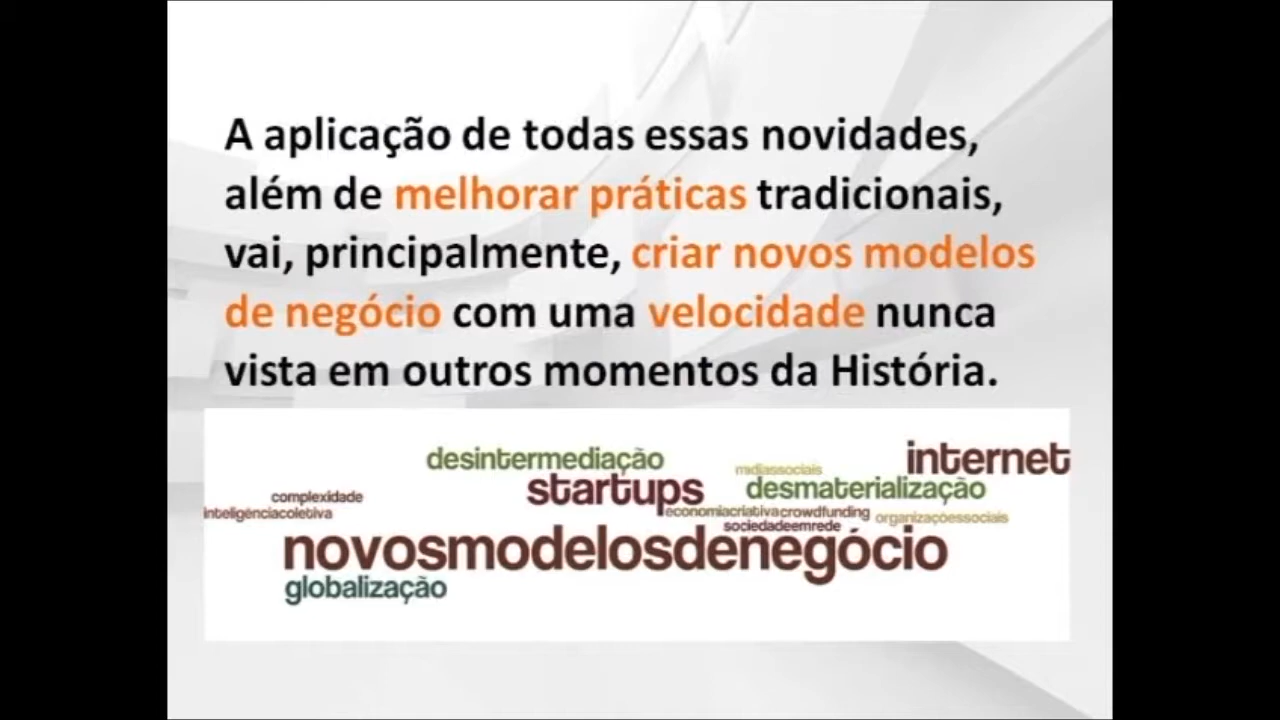 A aplicação de todas essas novidades,
além de melhorar práticas tradicionais,
vai, principalmente, criar novos modelos
de negócio com uma velocidade nunca
vista em outros momentos da História.
desintermediação
internet
midiassociais
startups
desmaterialização
complexidade
inteligênciacoletiva
economiacriativa
crowdfunding
organizaçõessociais
sociedadeemrede
novosmodelosdenegócio
globalização